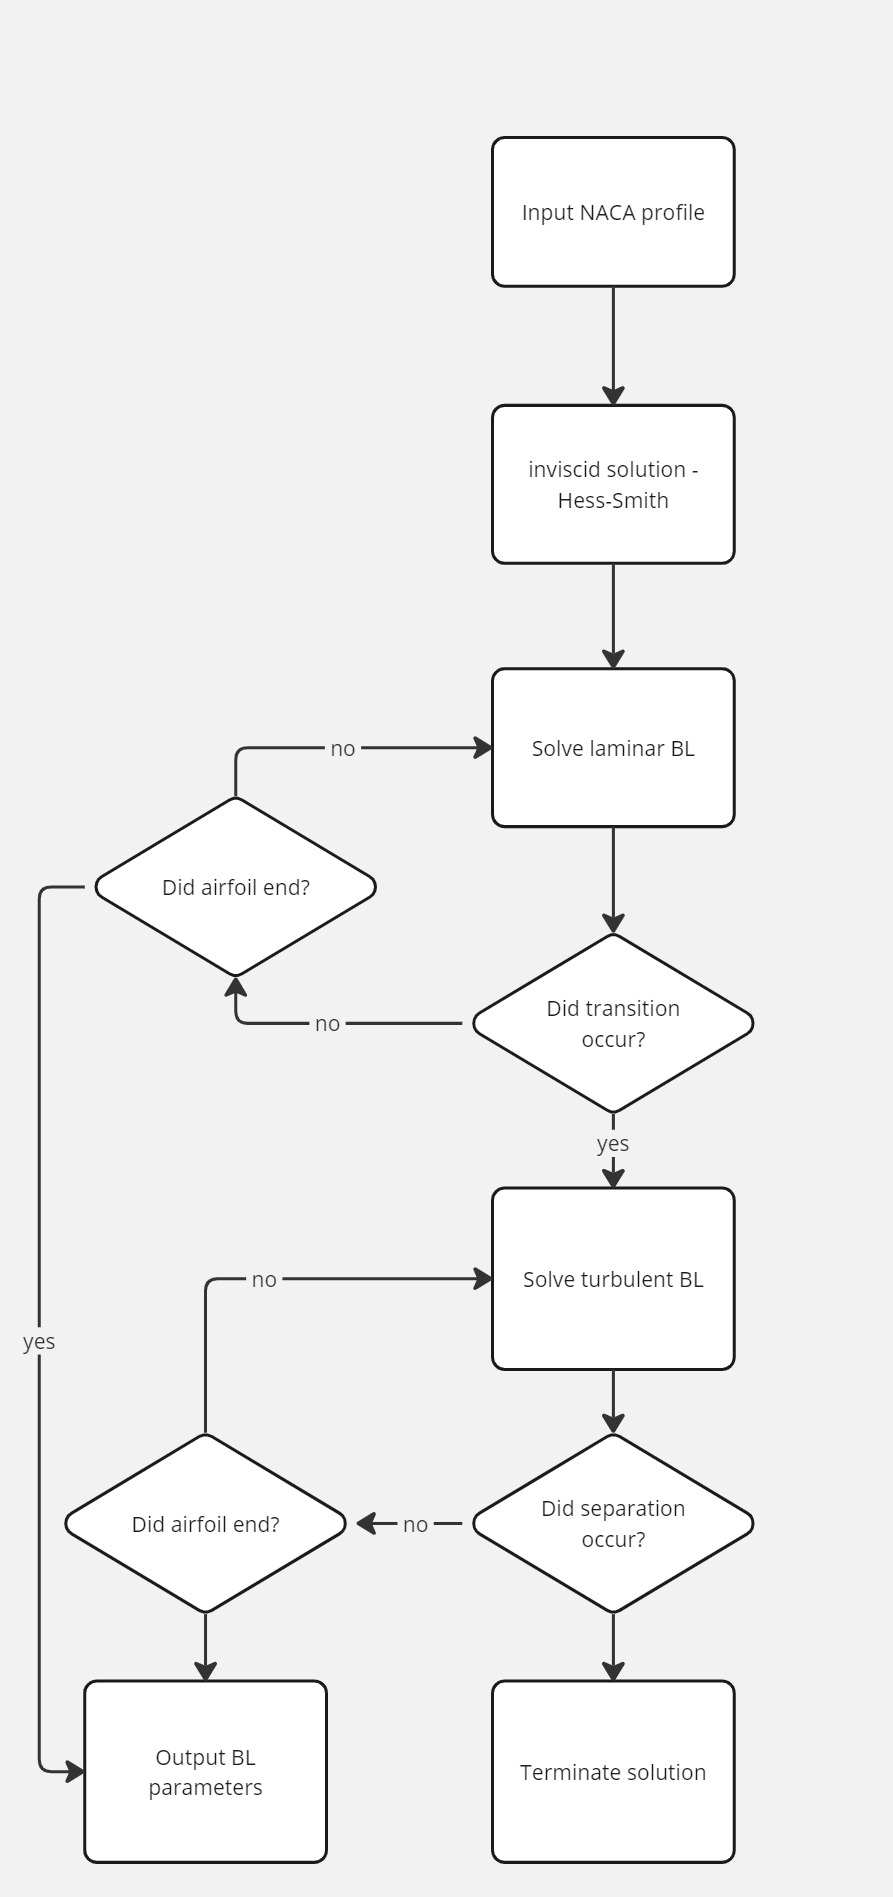 Input NACA profile
inviscid solution -
Hess-Smith
Solve laminar BL
no
Did airfoil end?
Did transition
occur?
no
yes
Solve turbulent BL
no
yes
Did separation
occur?
no
Did airfoil end?
Output BL
parameters
Terminate solution